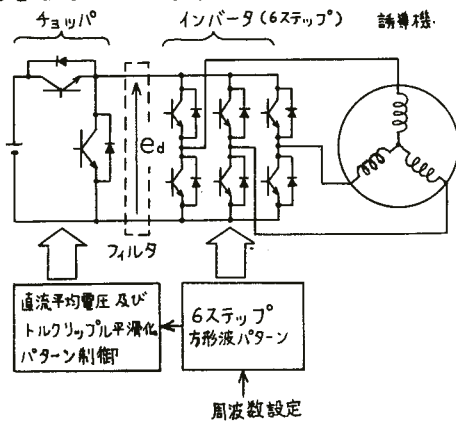 チョッパ
インバータ(6ステップ)
誘導機
ed
フィルタ
直流平均電圧及び
トルクリップル平滑化
パターン制御
6ステップ
方形波パターン
周波数設定